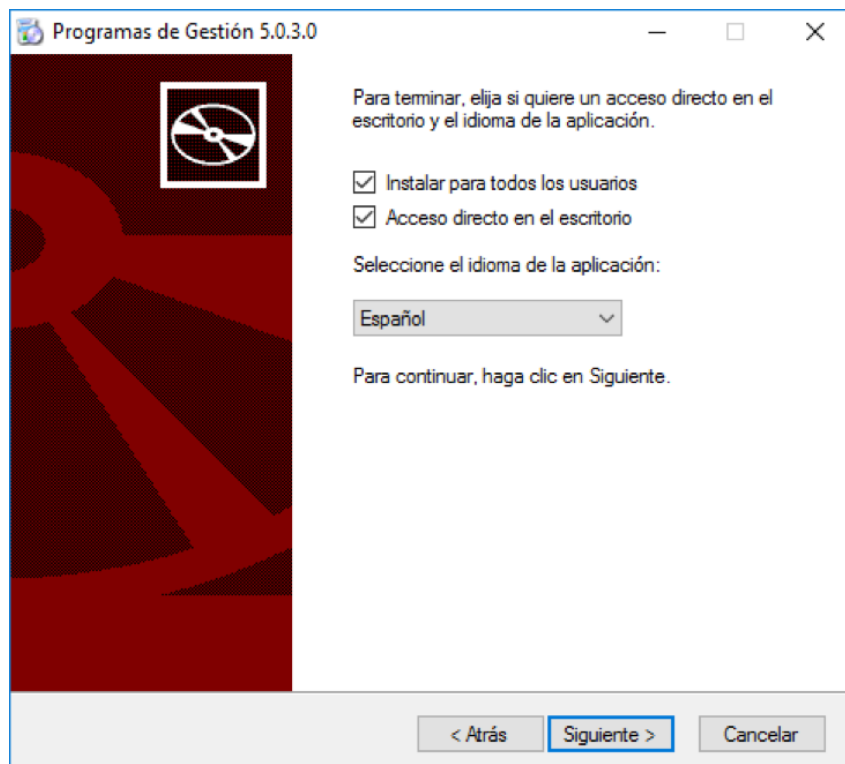 Programas de Gestión 5.0.3.0
Para terminar, elija si quiere un acceso directo en el
escritorio y el idioma de la aplicación.
Instalar para todos los usuarios
Acceso directo en el escritorio
Seleccione el idioma de la aplicación:
Español
Para continuar, haga clic en Siguiente.
< Atrás
Siguiente >
Cancelar